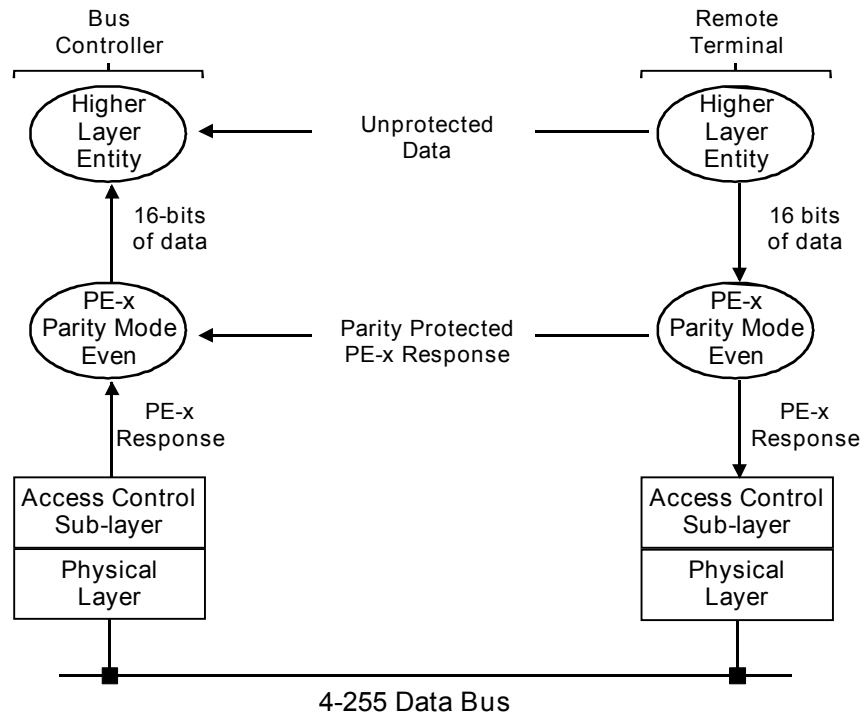 Bus
Controller
Remote
Terminal
Higher
Layer
Entity
Unprotected
Data
Higher
Layer
Entity
16-bits
of data
16 bits
of data
PE-x
Parity Mode
Even
Parity Protected
PE-x Response
PE-x
Parity Mode
Even
PE-x
Response
PE-x
Response
Access Control
Sub-layer
Access Control
Sub-layer
Physical
Layer
Physical
Layer
4-255 Data Bus